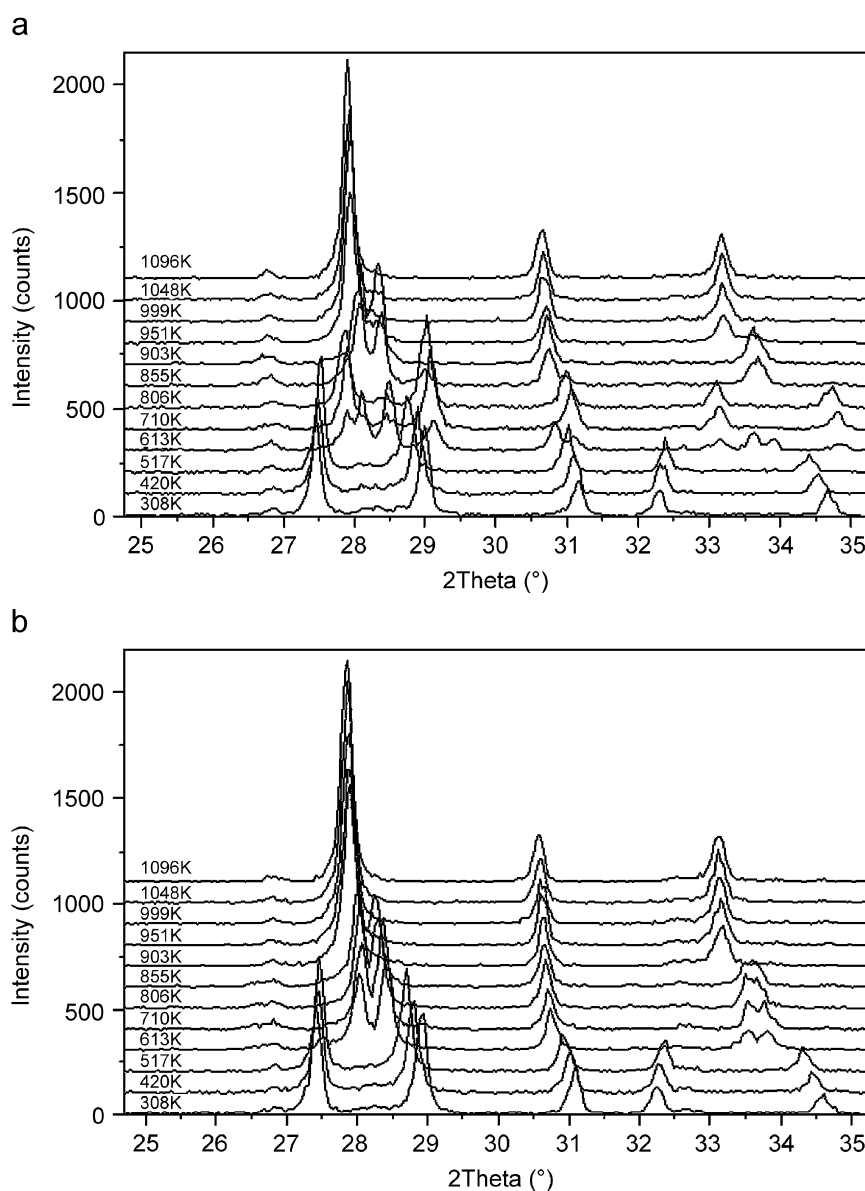 a
2000
1500
1000
500
0
Intensity (counts)
1096K
1048K
999K
951K
903K
855K
806K
710K
613K
517K
420K
308K
25 26 27 28 29 30 31 32 33 34 35
2Theta (°)
b
2000
1500
1000
500
0
Intensity (counts)
1096K
1048K
999K
951K
903K
855K
806K
710K
613K
517K
420K
308K
25 26 27 28 29 30 31 32 33 34 35
2Theta (°)